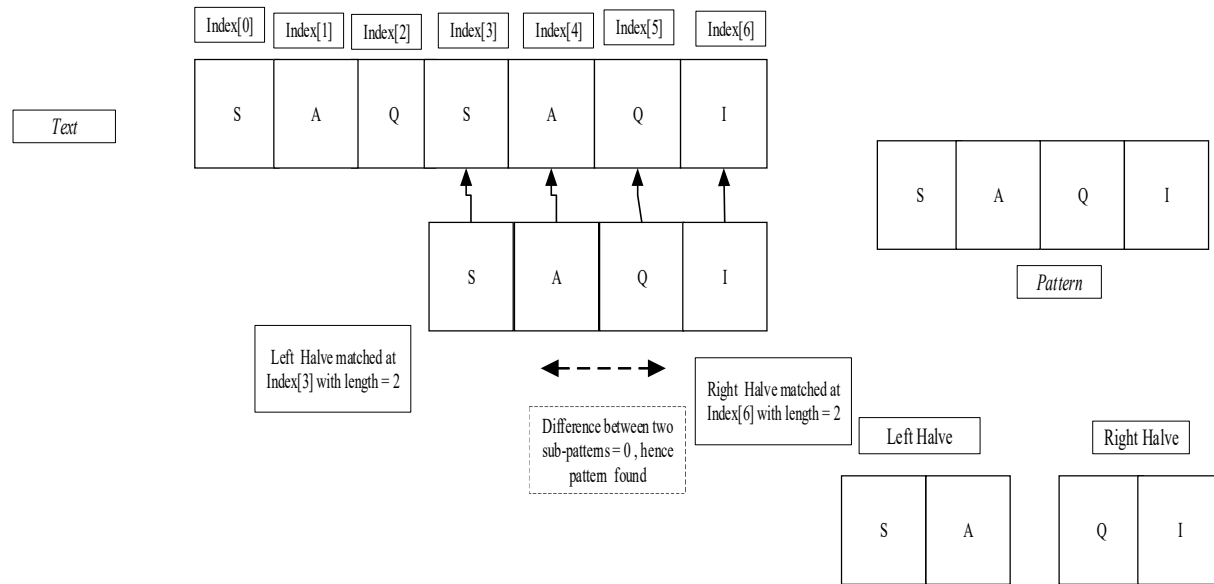 Index[0] Index[1] Index[2] Index[3] Index[4] Index[5] Index[6]
Text
S A Q S A Q I
S A Q I
Pattern
S A Q I
Left Halve matched at
Index[3] with length = 2
Right Halve matched at
Index[6] with length = 2
Difference between two
sub-patterns = 0 , hence
pattern found
Left Halve
Right Halve
S A
Q I